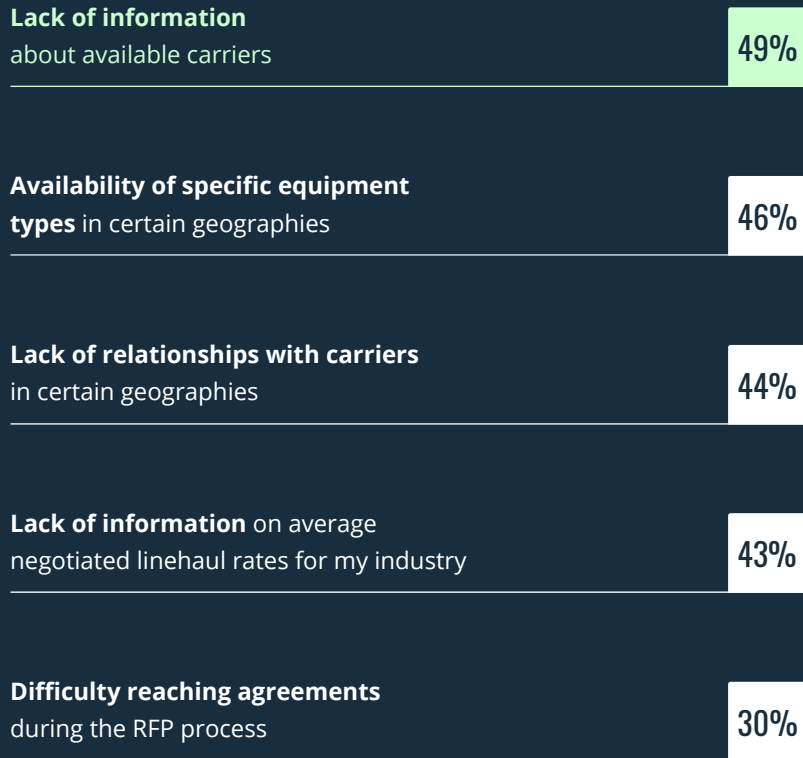 Lack of information
about available carriers
49%
Availability of specific equipment
types in certain geographies
46%
Lack of relationships with carriers
in certain geographies
44%
Lack of information on average
negotiated linehaul rates for my industry
43%
Difficulty reaching agreements
during the RFP process
30%